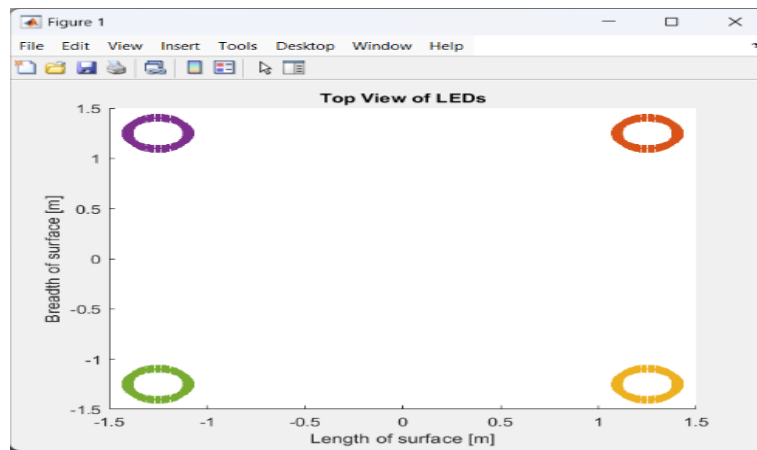 Figure 1
File Edit View Insert Tools Desktop Window Help
Top View of LEDs
Breadth of surface [m]
1.5
1
0.5
0
-0.5
-1
-1.5
-1.5 -1 -0.5 0 0.5 1 1.5
Length of surface [m]